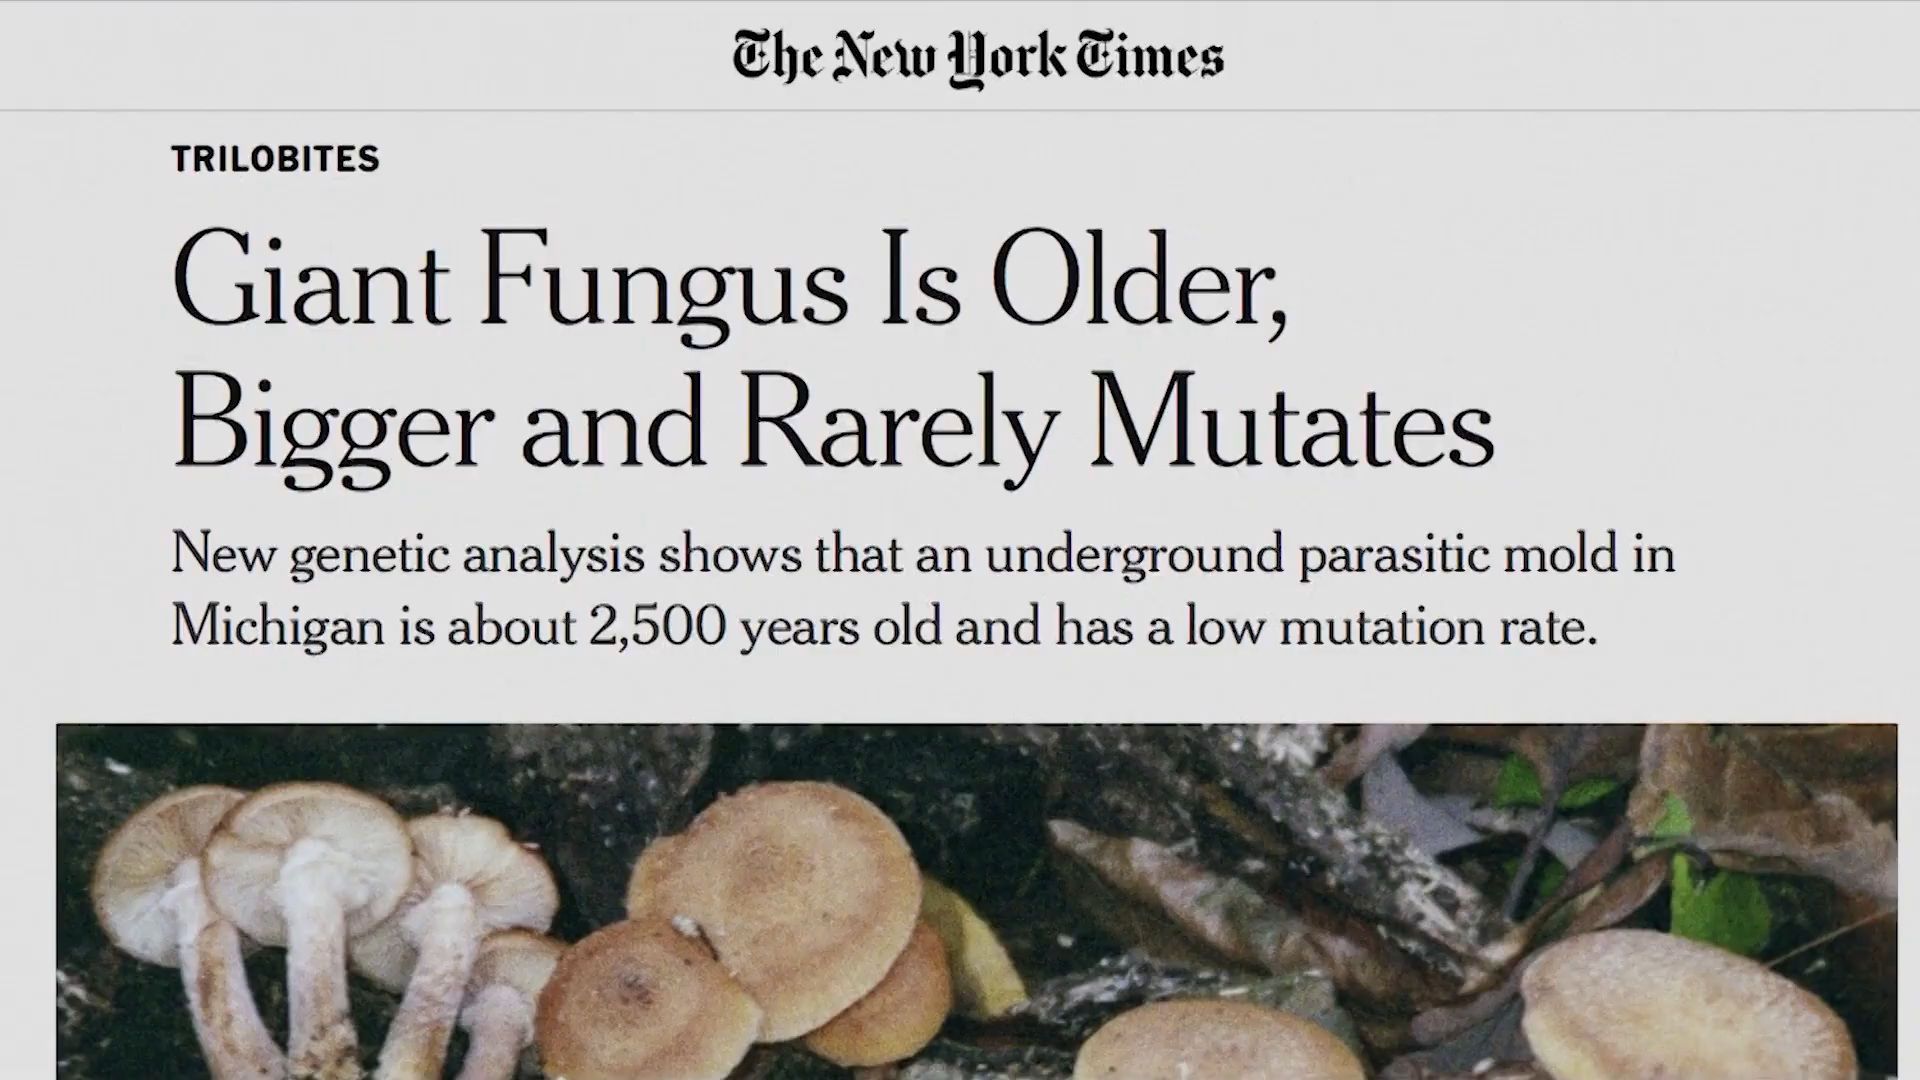 The New York Times
TRILOBITES
Giant Fungus Is Older,
Bigger and Rarely Mutates
New genetic analysis shows that an underground parasitic mold in
Michigan is about 2,500 years old and has a low mutation rate.